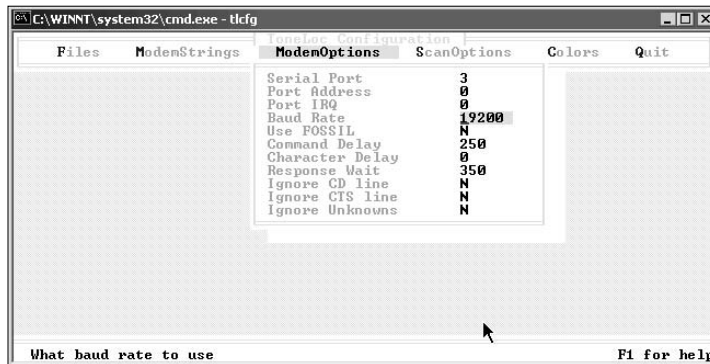 C:\WINNT\system32\cmd.exe - tlcfg
ToneLoc Configuration
Files ModemStrings ModemOptions ScanOptions Colors Quit
Serial Port 3
Port Address 0
Port IRQ 0
Baud Rate 19200
Use FOSSIL N
Command Delay 250
Character Delay 0
Response Wait 350
Ignore CD line N
Ignore CTS line N
Ignore Unknowns N
What baud rate to use F1 for help